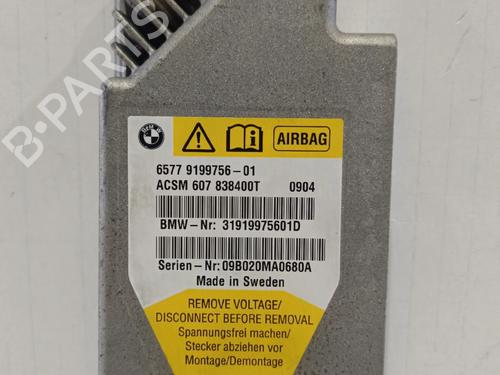 B-PARTS
BMW
AIRBAG
6577 9199756-01
ACSM 607 838400T 0904
BMW-Nr: 31919975601D
Serien-Nr: 09B020MA0680A
Made in Sweden
REMOVE VOLTAGE/
DISCONNECT BEFORE REMOVAL
Spannungsfrei machen/
Stecker abziehen vor
Montage/Demontage